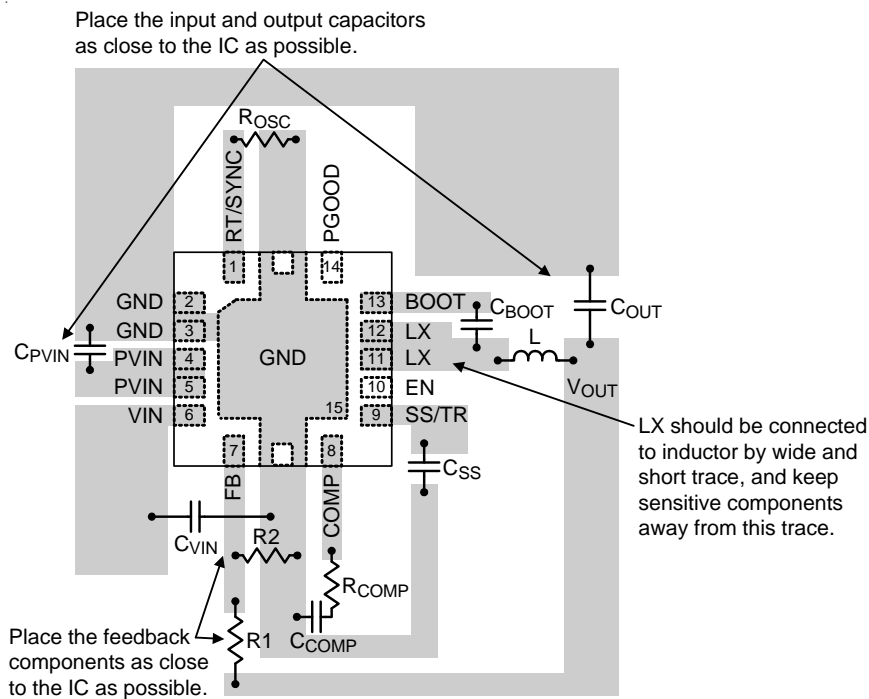 Place the input and output capacitors
as close to the IC as possible.
ROSC
RT/SYNC
PGOOD
1
14
GND 2
GND 3
CPVIN
PVIN 4
PVIN 5
VIN 6
GND
15
13 BOOT
12 LX
11 LX
10 EN
9 SS/TR
CBOOT
L
COUT
VOUT
7
8
FB
COMP
CSS
LX should be connected
to inductor by wide and
short trace, and keep
sensitive components
away from this trace.
CVIN
R2
RCOMP
CCOMP
R1
Place the feedback
components as close
to the IC as possible.